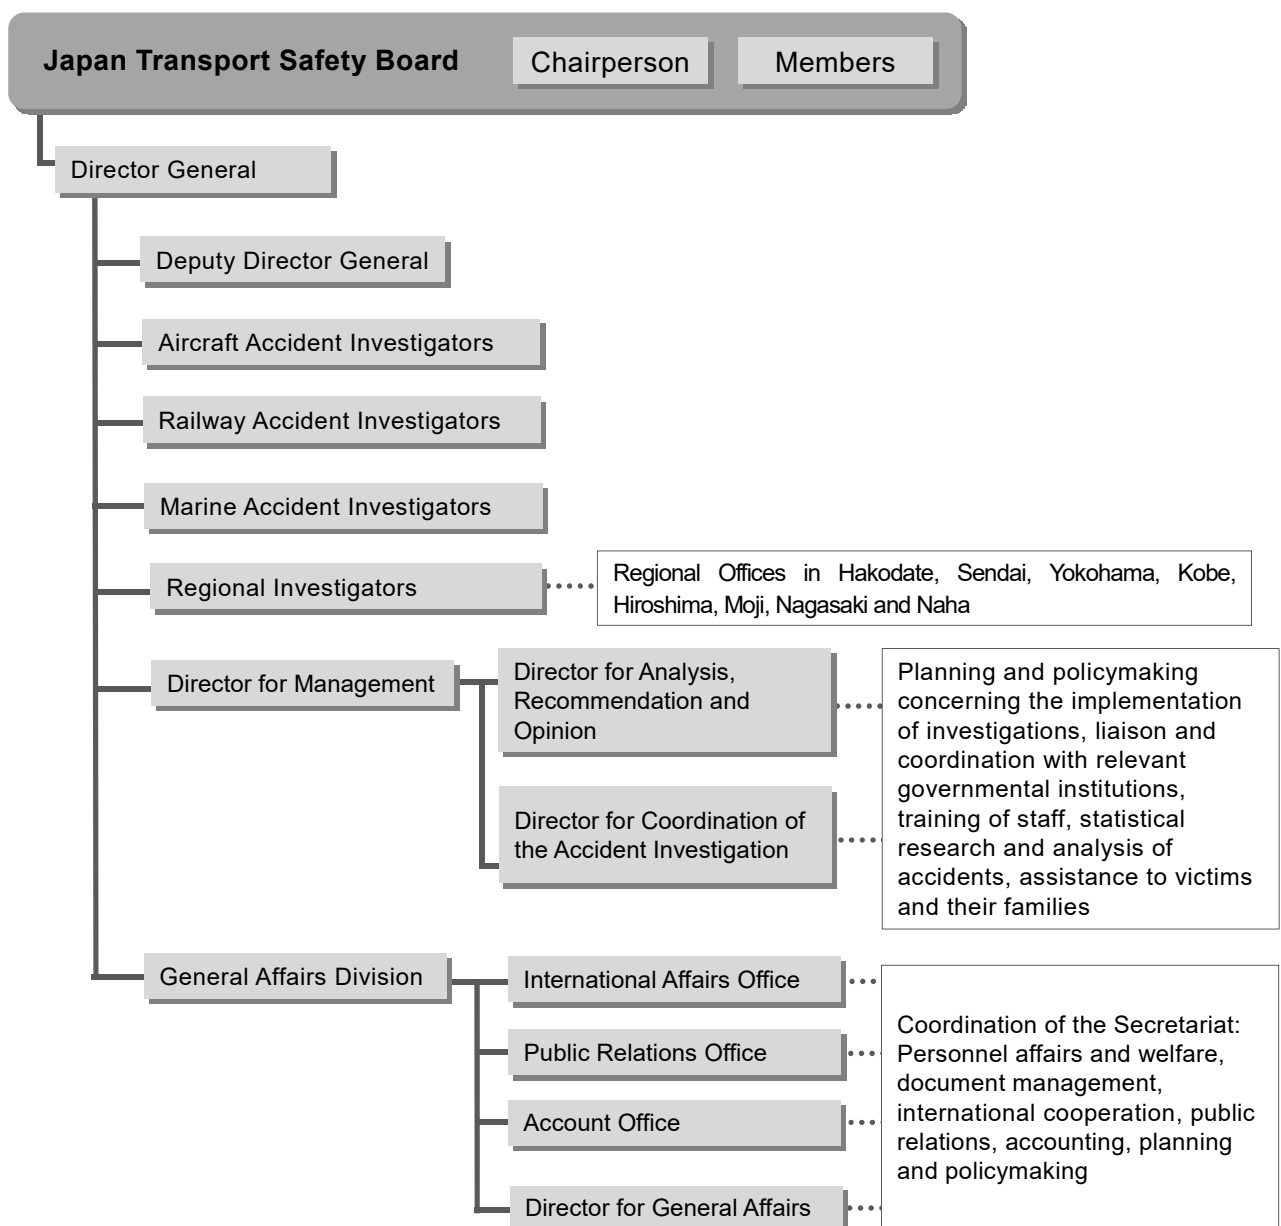 Japan Transport Safety Board
Chairperson
Members
Director General
Deputy Director General
Aircraft Accident Investigators
Railway Accident Investigators
Marine Accident Investigators
Regional Investigators
Regional Offices in Hakodate, Sendai, Yokohama, Kobe,
Hiroshima, Moji, Nagasaki and Naha
Director for Management
Director for Analysis,
Recommendation and
Opinion
Director for Coordination of
the Accident Investigation
Planning and policymaking
concerning the implementation
of investigations, liaison and
coordination with relevant
governmental institutions,
training of staff, statistical
research and analysis of
accidents, assistance to victims
and their families
General Affairs Division
International Affairs Office
Public Relations Office
Account Office
Director for General Affairs
Coordination of the Secretariat:
Personnel affairs and welfare,
document management,
international cooperation, public
relations, accounting, planning
and policymaking